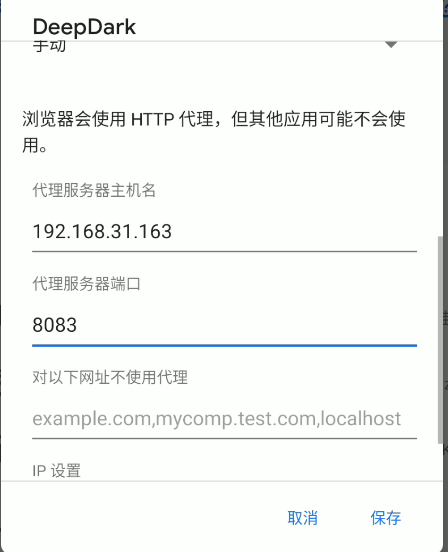 DeepDark
手动
浏览器会使用 HTTP 代理，但其他应用可能不会使
用。
代理服务器主机名
192.168.31.163
代理服务器端口
8083
对以下网址不使用代理
example.com,mycomp.test.com,localhost
IP 设置
取消
保存